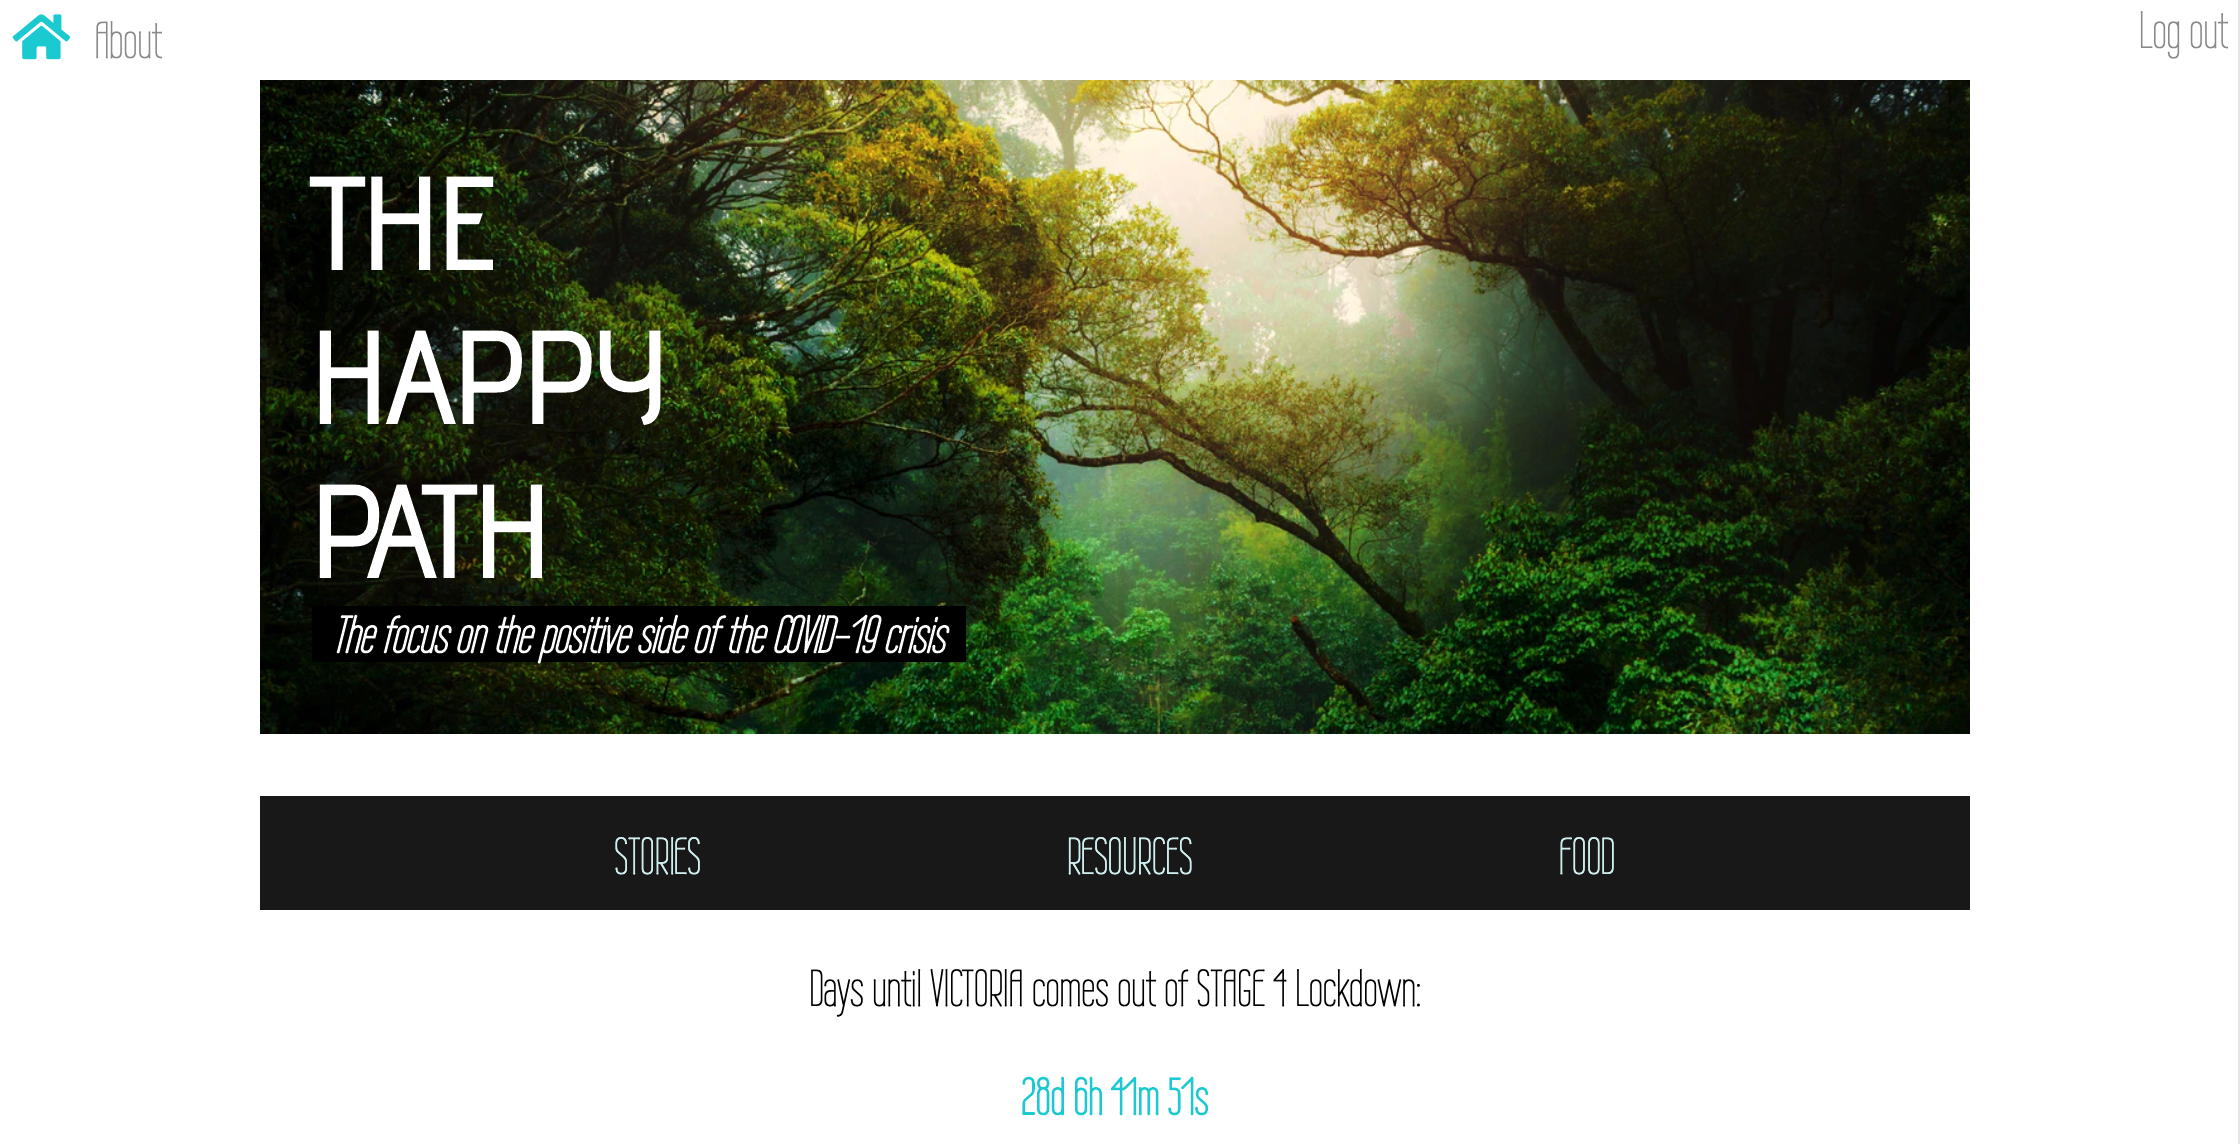 About
Log out
THE
HAPPY
PATH
The focus on the positive side of the COVID-19 crisis
STORIES
RESOURCES
FOOD
Days until VICTORIA comes out of STAGE 4 Lockdown:
28d 6h 41m 51s